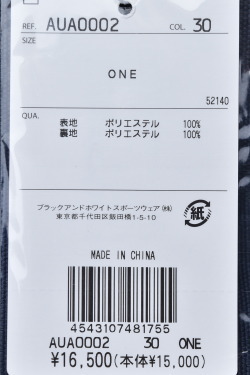 REF. AUA0002 COL. 30
SIZE
ONE
52140
QUA.
表地 ポリエステル 100%
裏地 ポリエステル 100%
ブラックアンドホワイトスポーツウェア(株)
東京都千代田区飯田橋1-5-10
紙
MADE IN CHINA
4543107481755
AUA0002 30 ONE
¥16,500(本体¥15,000)